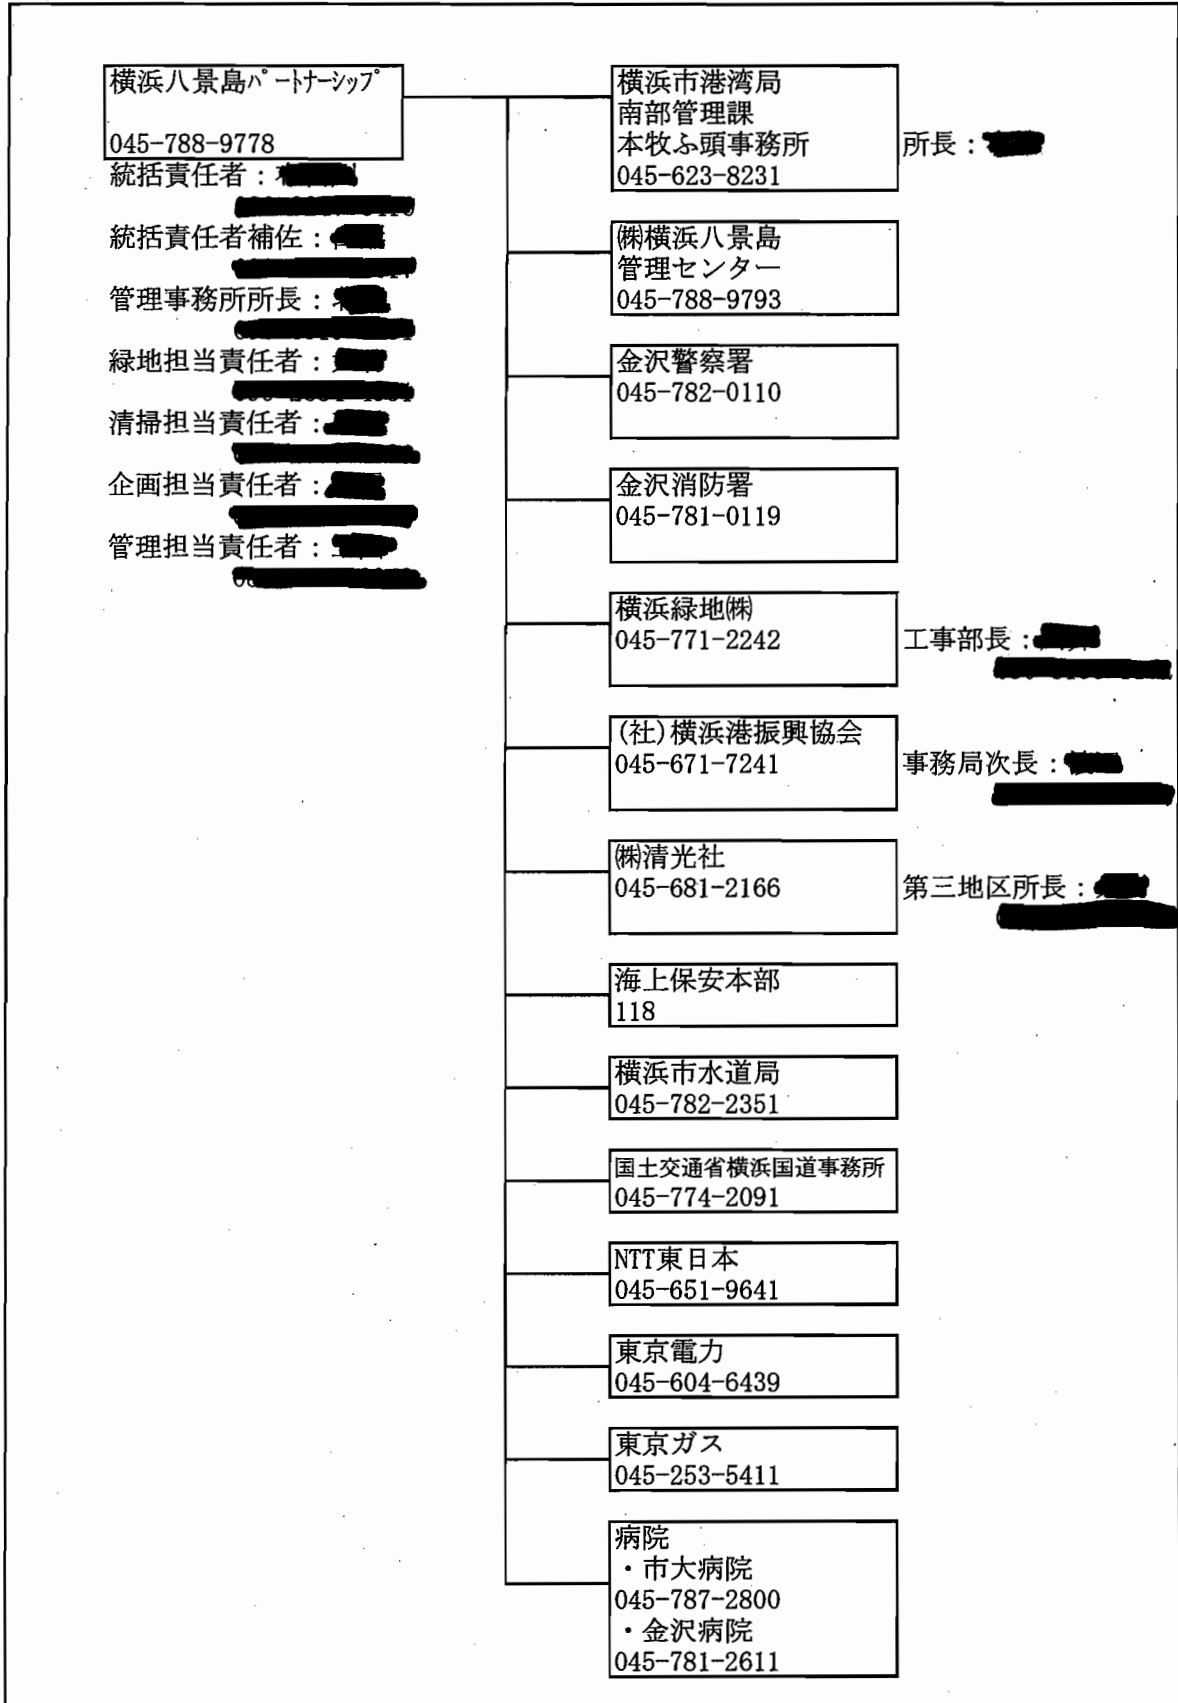 横浜八景島ﾊﾟｰﾄﾅｰｼｯﾌﾟ
045-788-9778
統括責任者：
統括責任者補佐：
管理事務所所長：
緑地担当責任者：
清掃担当責任者：
企画担当責任者：
管理担当責任者：
横浜市港湾局
南部管理課
本牧ふ頭事務所
045-623-8231
所長：
㈱横浜八景島
管理センター
045-788-9793
金沢警察署
045-782-0110
金沢消防署
045-781-0119
横浜緑地㈱
045-771-2242
工事部長：
(社)横浜港振興協会
045-671-7241
事務局次長：
㈱清光社
045-681-2166
第三地区所長：
海上保安本部
118
横浜市水道局
045-782-2351
国土交通省横浜国道事務所
045-774-2091
NTT東日本
045-651-9641
東京電力
045-604-6439
東京ガス
045-253-5411
病院
・市大病院
045-787-2800
・金沢病院
045-781-2611